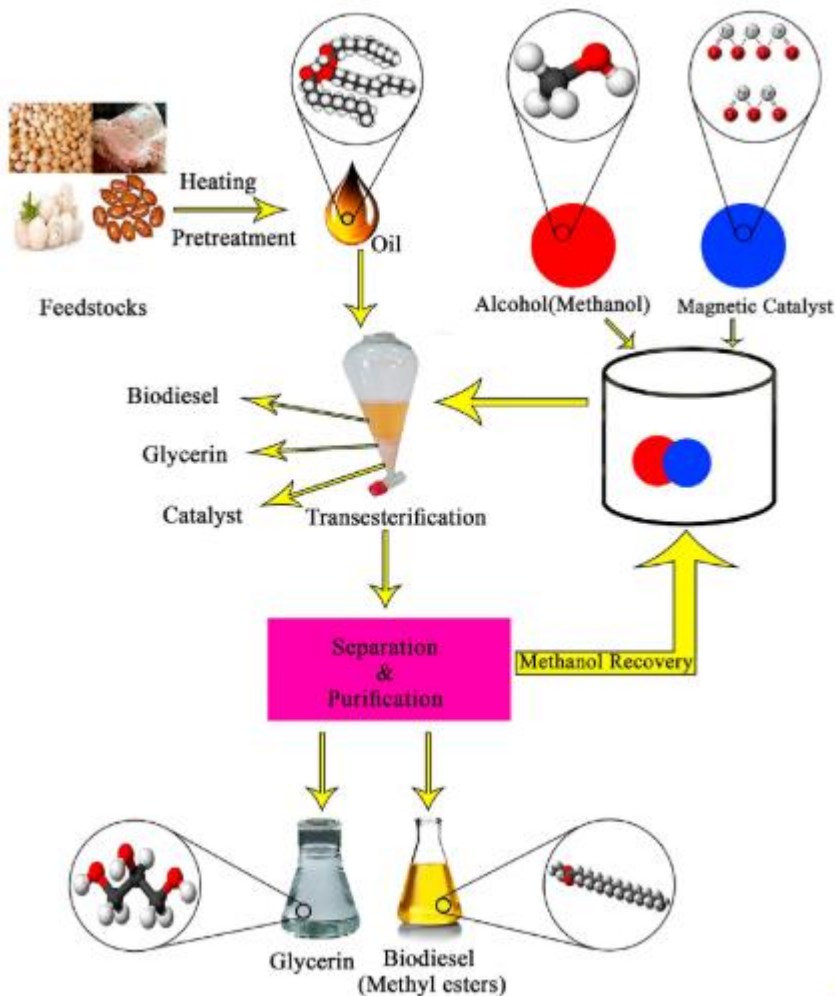 Heating
Pretreatment
Oil
Feedstocks
Alcohol(Methanol)
Magnetic Catalyst
Biodiesel
Glycerin
Catalyst
Transesterification
Separation
&
Purification
Methanol Recovery
Glycerin
Biodiesel
(Methyl esters)